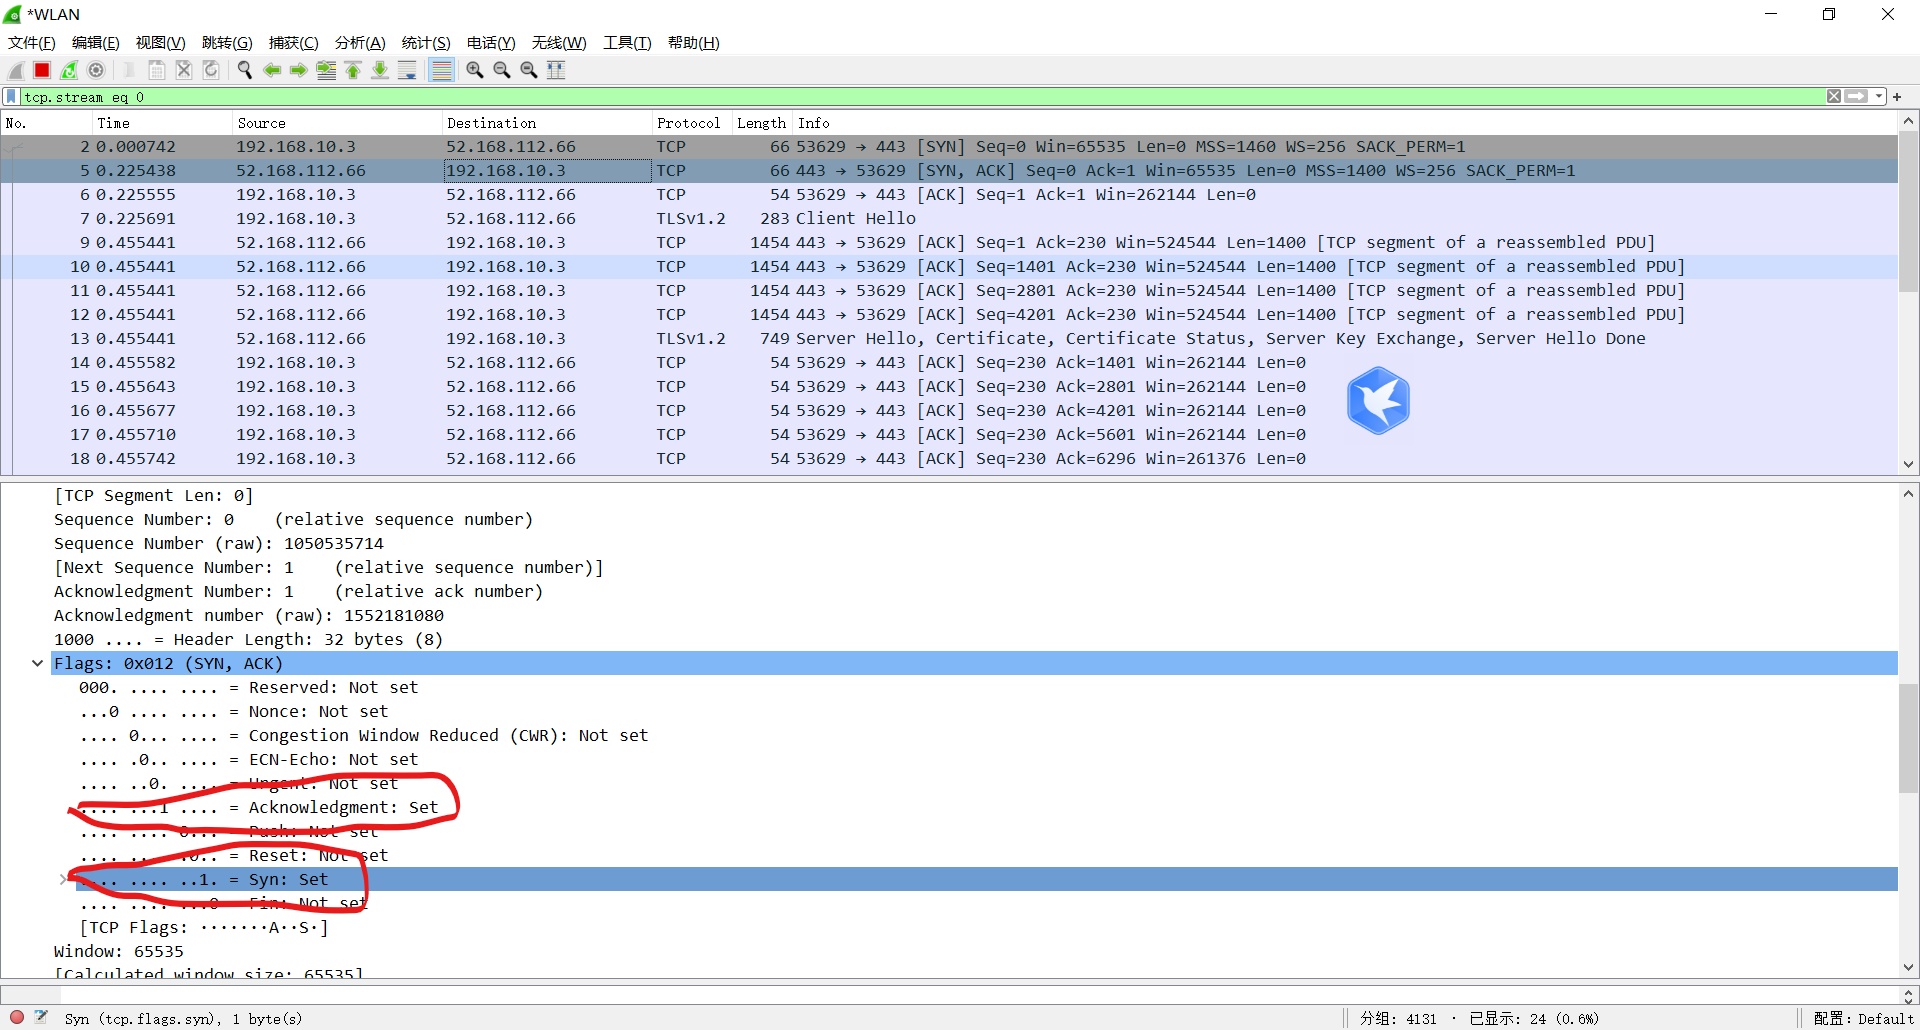 *WLAN
文件(F) 编辑(E) 视图(V) 跳转(G) 捕获(C) 分析(A) 统计(S) 电话(Y) 无线(W) 工具(T) 帮助(H)
tcp.stream eq 0
No. Time Source Destination Protocol Length Info
2 0.000742 192.168.10.3 52.168.112.66 TCP 66 53629 → 443 [SYN] Seq=0 Win=65535 Len=0 MSS=1460 WS=256 SACK_PERM=1
5 0.225438 52.168.112.66 192.168.10.3 TCP 66 443 → 53629 [SYN, ACK] Seq=0 Ack=1 Win=65535 Len=0 MSS=1400 WS=256 SACK_PERM=1
6 0.225555 192.168.10.3 52.168.112.66 TCP 54 53629 → 443 [ACK] Seq=1 Ack=1 Win=262144 Len=0
7 0.225691 192.168.10.3 52.168.112.66 TLSv1.2 283 Client Hello
9 0.455441 52.168.112.66 192.168.10.3 TCP 1454 443 → 53629 [ACK] Seq=1 Ack=230 Win=524544 Len=1400 [TCP segment of a reassembled PDU]
10 0.455441 52.168.112.66 192.168.10.3 TCP 1454 443 → 53629 [ACK] Seq=1401 Ack=230 Win=524544 Len=1400 [TCP segment of a reassembled PDU]
11 0.455441 52.168.112.66 192.168.10.3 TCP 1454 443 → 53629 [ACK] Seq=2801 Ack=230 Win=524544 Len=1400 [TCP segment of a reassembled PDU]
12 0.455441 52.168.112.66 192.168.10.3 TCP 1454 443 → 53629 [ACK] Seq=4201 Ack=230 Win=524544 Len=1400 [TCP segment of a reassembled PDU]
13 0.455441 52.168.112.66 192.168.10.3 TLSv1.2 749 Server Hello, Certificate, Certificate Status, Server Key Exchange, Server Hello Done
14 0.455582 192.168.10.3 52.168.112.66 TCP 54 53629 → 443 [ACK] Seq=230 Ack=1401 Win=262144 Len=0
15 0.455643 192.168.10.3 52.168.112.66 TCP 54 53629 → 443 [ACK] Seq=230 Ack=2801 Win=262144 Len=0
16 0.455677 192.168.10.3 52.168.112.66 TCP 54 53629 → 443 [ACK] Seq=230 Ack=4201 Win=262144 Len=0
17 0.455710 192.168.10.3 52.168.112.66 TCP 54 53629 → 443 [ACK] Seq=230 Ack=5601 Win=262144 Len=0
18 0.455742 192.168.10.3 52.168.112.66 TCP 54 53629 → 443 [ACK] Seq=230 Ack=6296 Win=261376 Len=0
[TCP Segment Len: 0]
Sequence Number: 0 (relative sequence number)
Sequence Number (raw): 1050535714
[Next Sequence Number: 1 (relative sequence number)]
Acknowledgment Number: 1 (relative ack number)
Acknowledgment number (raw): 1552181080
1000 .... = Header Length: 32 bytes (8)
Flags: 0x012 (SYN, ACK)
000. .... .... = Reserved: Not set
...0 .... .... = Nonce: Not set
.... 0... .... = Congestion Window Reduced (CWR): Not set
.... .0.. .... = ECN-Echo: Not set
.... ..0. .... = Urgent: Not set
.... ...1 .... = Acknowledgment: Set
.... .... 0... = Push: Not set
.... .... .0.. = Reset: Not set
.... .... ..1. = Syn: Set
.... .... ...0 = Fin: Not set
[TCP Flags: ·······A··S·]
Window: 65535
[Calculated window size: 65535]
Syn (tcp.flags.syn), 1 byte(s) 分组: 4131 · 已显示: 24 (0.6%) 配置: Default